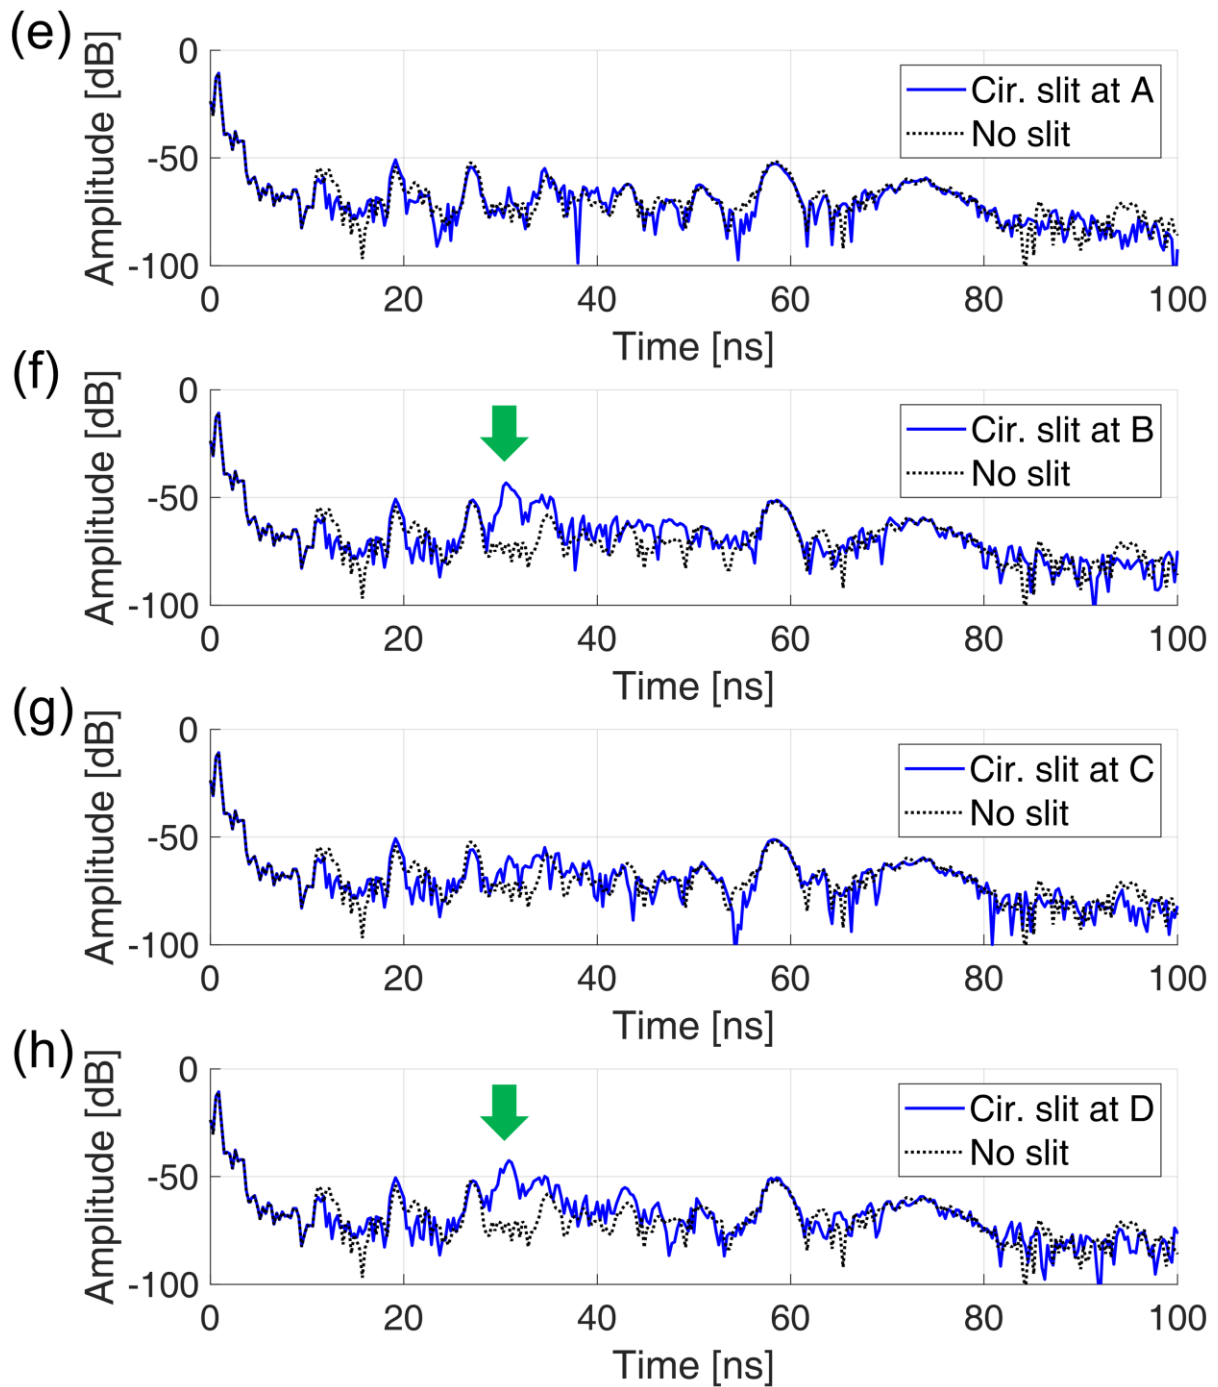 (e)
Amplitude [dB]
0
-50
-100
Cir. slit at A
No slit
0 20 40 60 80 100
Time [ns]
(f)
Amplitude [dB]
0
-50
-100
Cir. slit at B
No slit
0 20 40 60 80 100
Time [ns]
(g)
Amplitude [dB]
0
-50
-100
Cir. slit at C
No slit
0 20 40 60 80 100
Time [ns]
(h)
Amplitude [dB]
0
-50
-100
Cir. slit at D
No slit
0 20 40 60 80 100
Time [ns]